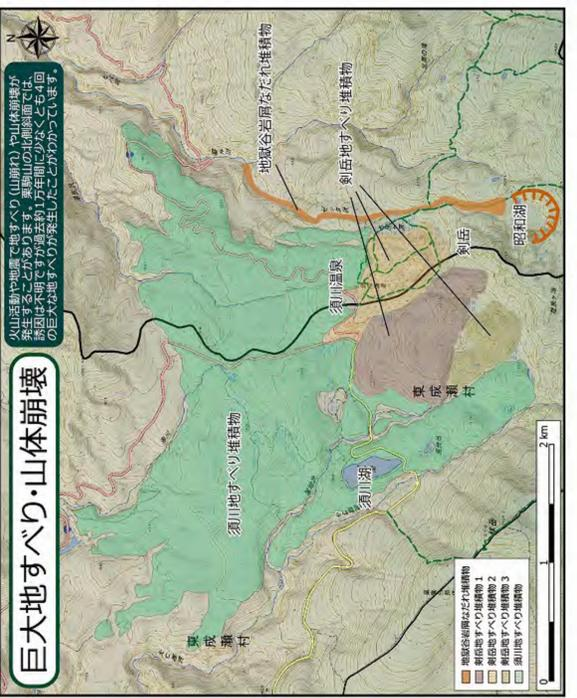 巨大地すべり・山体崩壊
火山活動や地震で地すべり（山崩れ）や山体崩壊が
発生することがあります。栗駒山の北側斜面では、
誘因は不明ですが過去約1万年間に少なくとも4回
の巨大な地すべりが発生したことがわかっています。
N
地獄谷岩屑なだれ堆積物
剣岳地すべり堆積物
須川温泉
剣岳
昭和湖
須川地すべり堆積物
東成瀬村
須川湖
東成瀬村
地獄谷岩屑なだれ堆積物
剣岳地すべり堆積物 1
剣岳地すべり堆積物 2
剣岳地すべり堆積物 3
須川地すべり堆積物
0 1 2 km